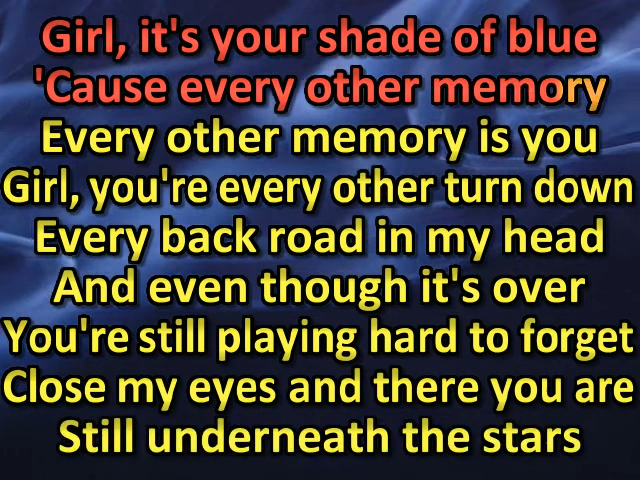 Girl, it's your shade of blue
'Cause every other memory
Every other memory is you
Girl, you're every other turn down
Every back road in my head
And even though it's over
You're still playing hard to forget
Close my eyes and there you are
Still underneath the stars